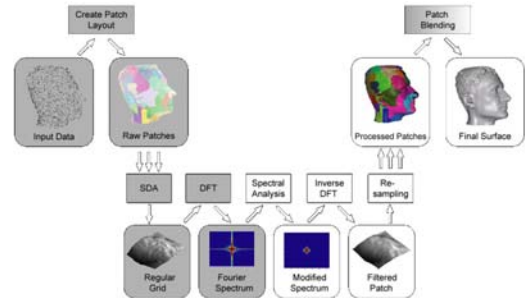 Create Patch
Layout
Patch
Blending
Input Data
Raw Patches
Processed Patches
Final Surface
SDA
DFT
Spectral
Analysis
Inverse
DFT
Re-
sampling
Regular
Grid
Fourier
Spectrum
Modified
Spectrum
Filtered
Patch